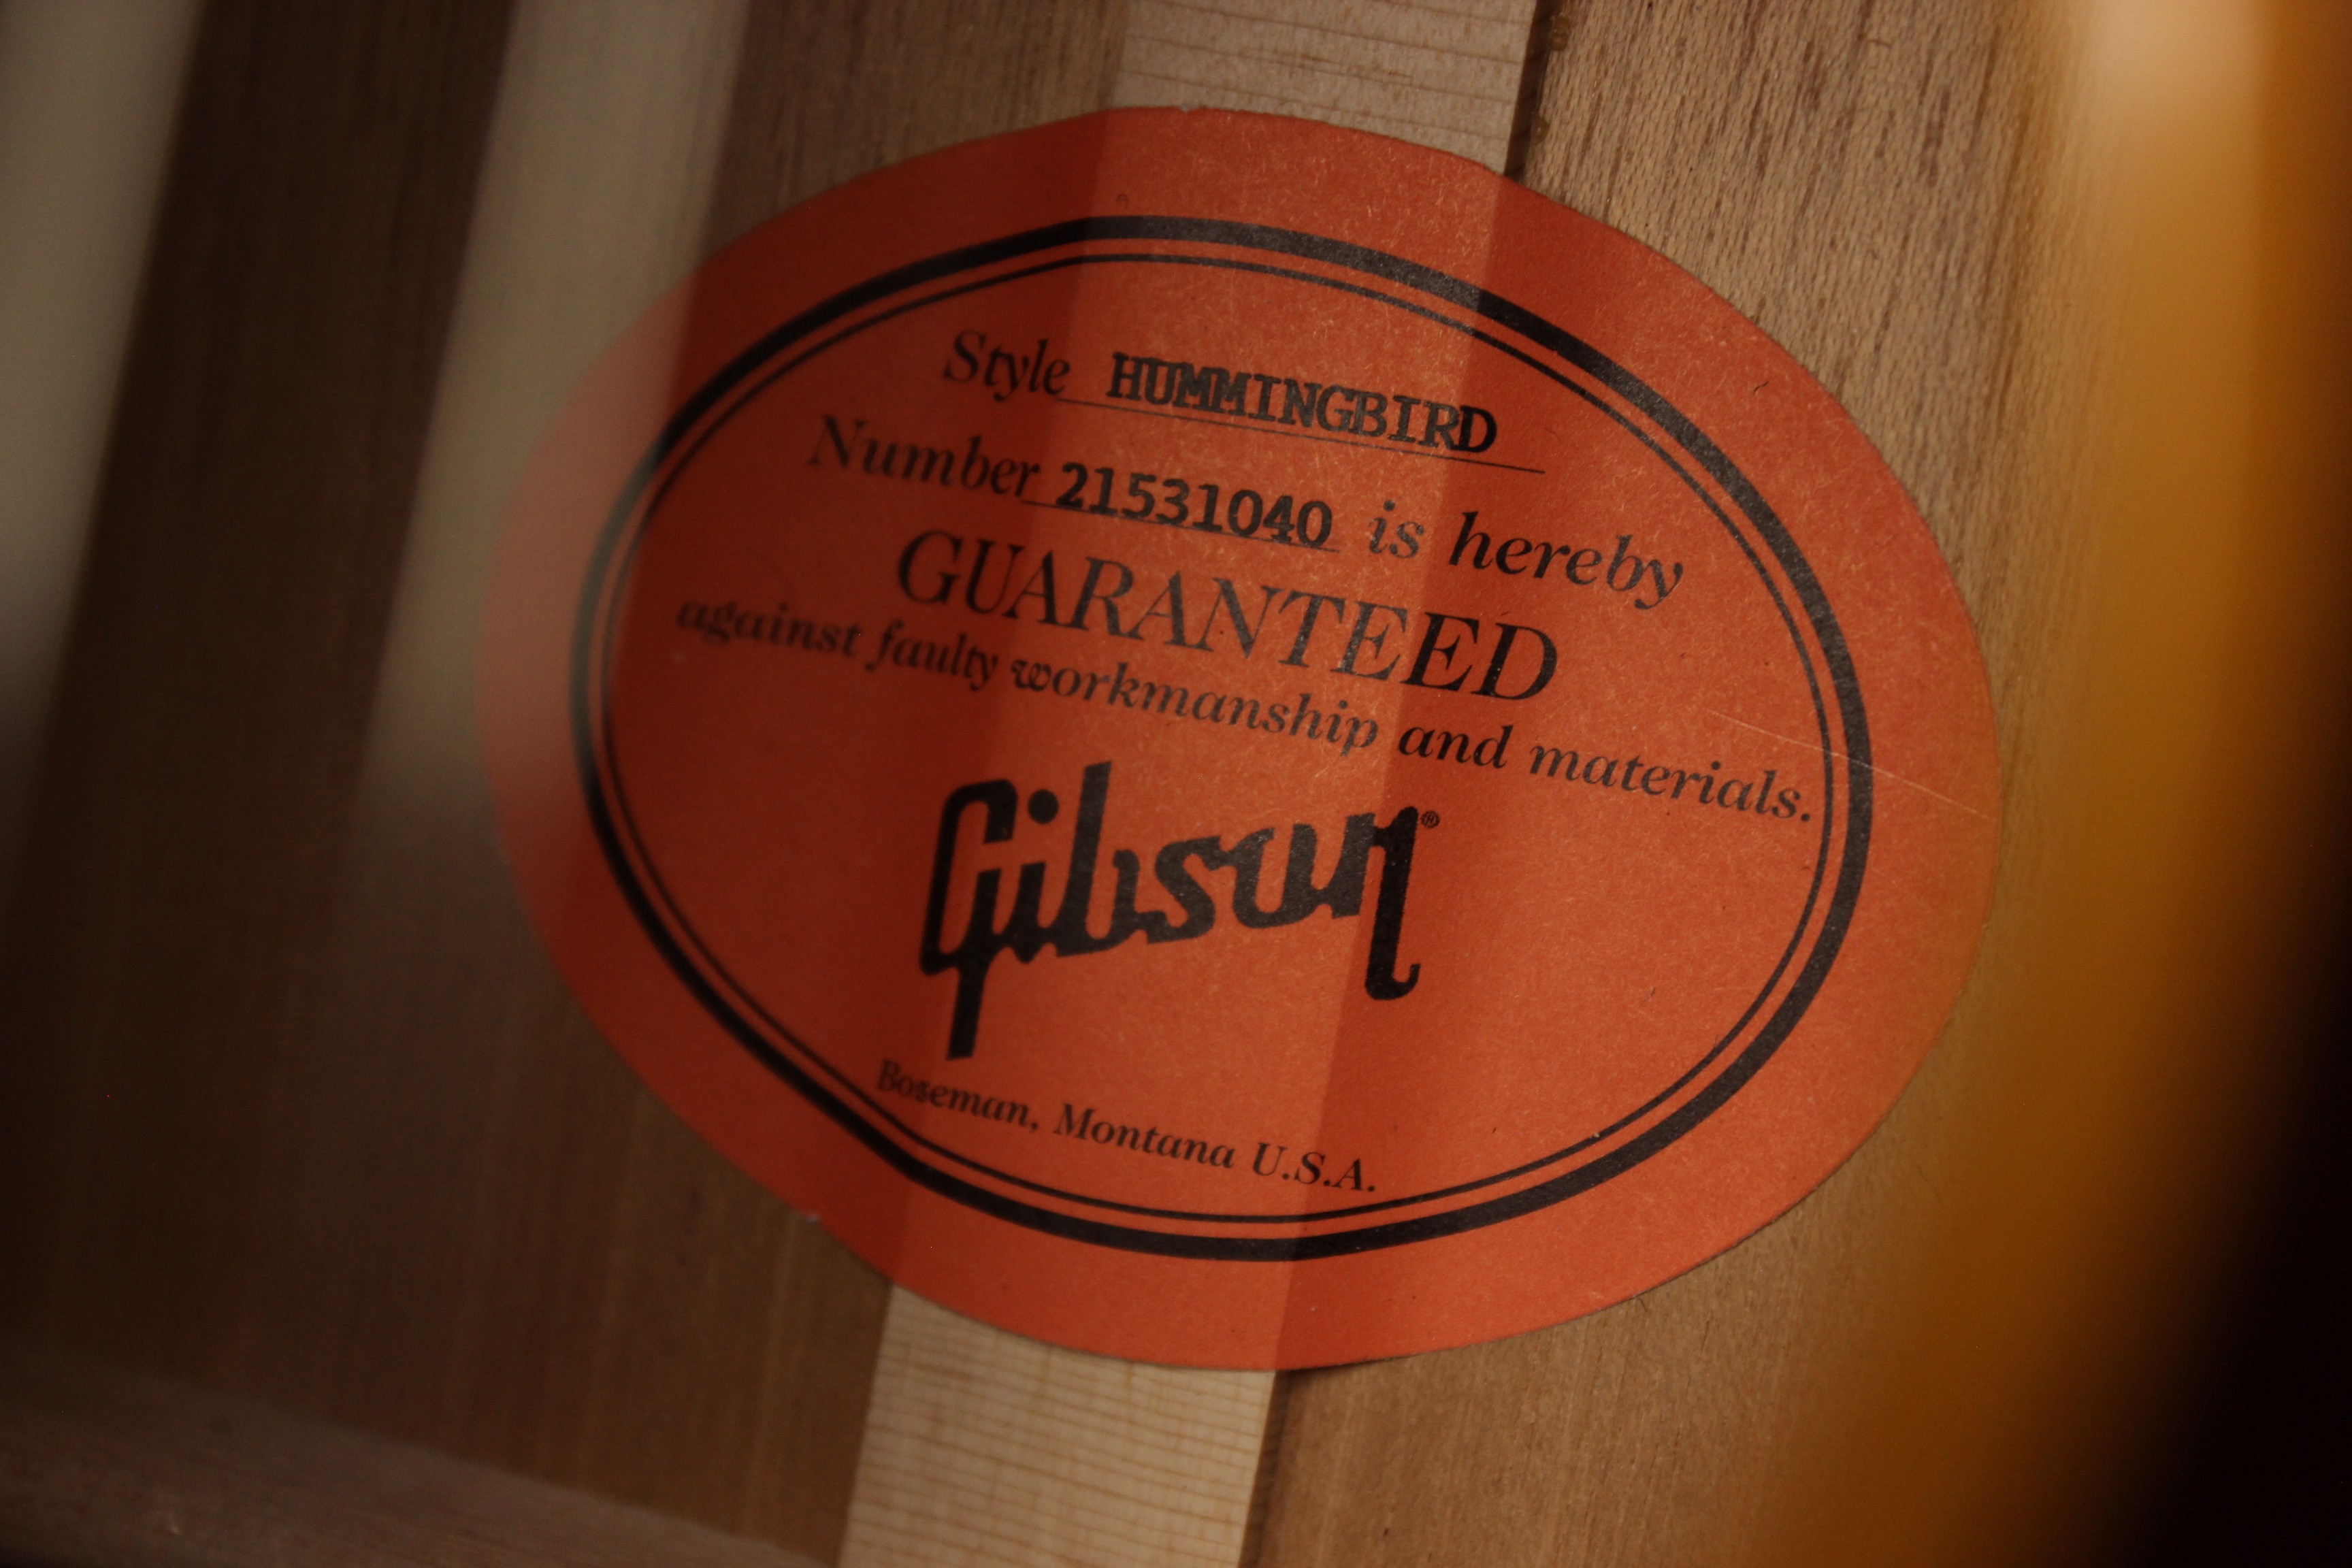 Style HUMMINGBIRD
Number 21531040 is hereby
GUARANTEED
against faulty workmanship and materials.
Gibson®
Bozeman, Montana U.S.A.